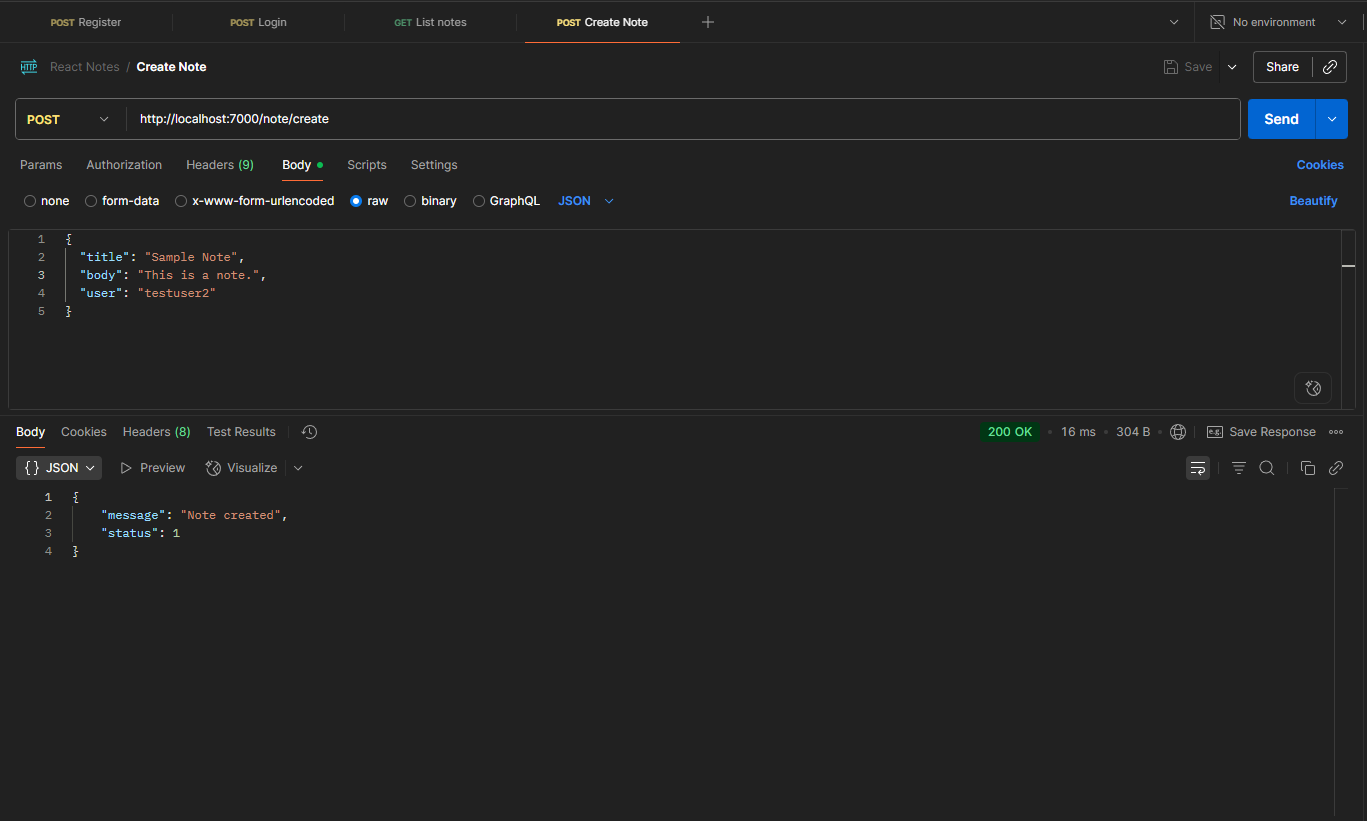 POST Register POST Login GET List notes POST Create Note No environment
HTTP React Notes / Create Note Save Share
POST http://localhost:7000/note/create Send
Params Authorization Headers (9) Body Scripts Settings Cookies
none form-data x-www-form-urlencoded raw binary GraphQL JSON Beautify
1 {
2 "title": "Sample Note",
3 "body": "This is a note.",
4 "user": "testuser2"
5 }
Body Cookies Headers (8) Test Results 200 OK 16 ms 304 B e.g. Save Response
{} JSON Preview Visualize
1 {
2 "message": "Note created",
3 "status": 1
4 }